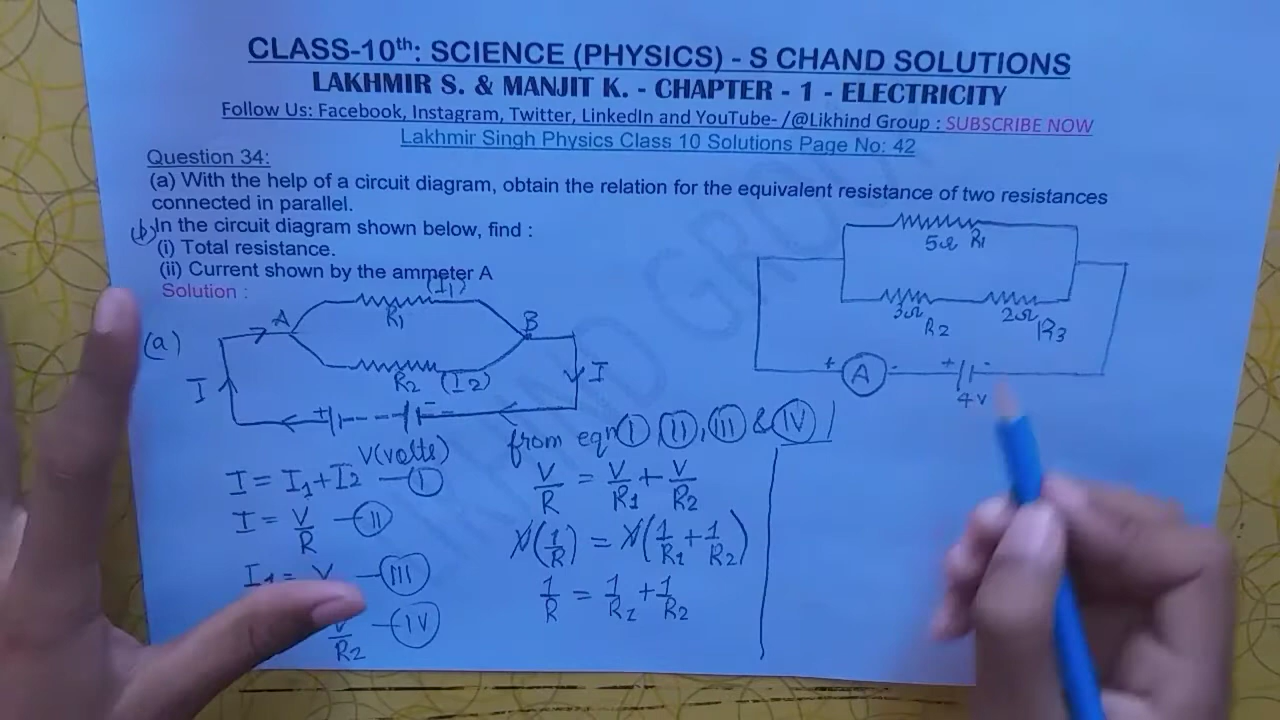 CLASS-10th: SCIENCE (PHYSICS) - S CHAND SOLUTIONS
LAKHMIR S. & MANJIT K. - CHAPTER - 1 - ELECTRICITY
Follow Us: Facebook, Instagram, Twitter, LinkedIn and YouTube- /@Likhind Group : SUBSCRIBE NOW
Lakhmir Singh Physics Class 10 Solutions Page No: 42
Question 34:
(a) With the help of a circuit diagram, obtain the relation for the equivalent resistance of two resistances
connected in parallel.
(b) In the circuit diagram shown below, find :
(i) Total resistance.
(ii) Current shown by the ammeter A
Solution :
(a)
A
(I1)
R1
B
R2 (I2)
I
I
+ -
V(volts)
I = I1+I2 — I
I = V/R — II
I1 = V — III
V/R2 — IV
from eqn I, II, III & IV
V/R = V/R1 + V/R2
V(1/R) = V(1/R1 + 1/R2)
1/R = 1/R2 + 1/R2
5Ω R1
3Ω R2
2Ω R3
+ A -
+ -
4V